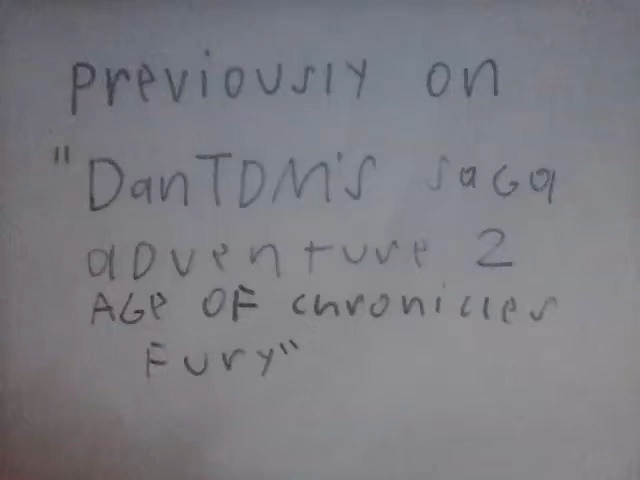 Previously on
"DanTDM's saga
adventure 2
AGe OF chronicles
Fury"